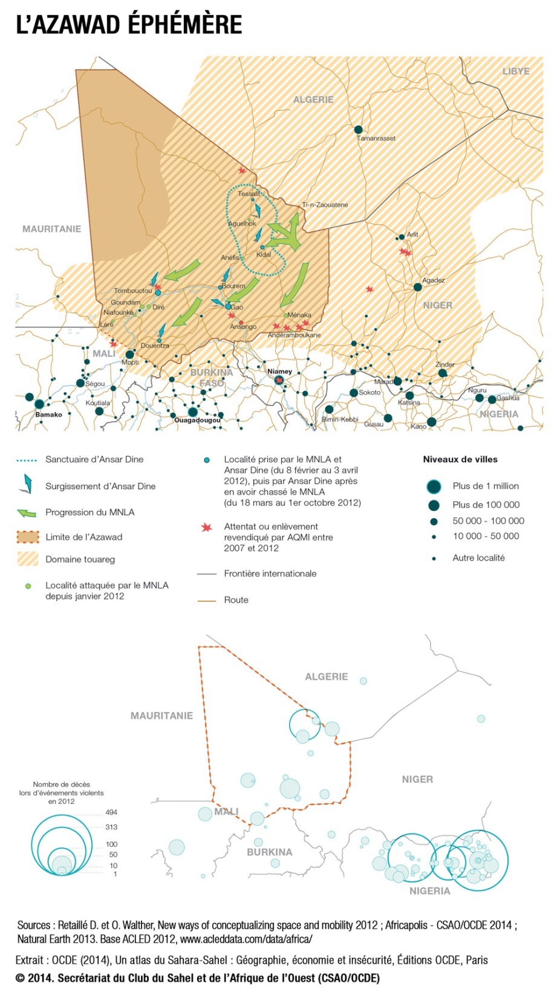 L'AZAWAD ÉPHÉMÈRE
LIBYE
ALGERIE
Tamanrasset
Tessalit
Ti-n-Zaouatene
Aguelhok
MAURITANIE
Arlit
Kidal
Anéfis
Agadez
Bourem
Tombouctou
Goundam
Diré
Gao
NIGER
Niafounké
Ménaka
Léré
Ansongo
Andéramboukane
Douentza
MALI
Mopti
Zinder
BURKINA
FASO
Niamey
Maradi
Ségou
Nguru
Sokoto
Gashua
Koutiala
Katsina
Bamako
NIGERIA
Ouagadougou
Birnin-Kebbi
Gusau
Kano
Sanctuaire d'Ansar Dine
Surgissement d'Ansar Dine
Progression du MNLA
Limite de l'Azawad
Domaine touareg
Localité attaquée par le MNLA
depuis janvier 2012
Localité prise par le MNLA et
Ansar Dine (du 8 février au 3 avril
2012), puis par Ansar Dine après
en avoir chassé le MNLA
(du 18 mars au 1er octobre 2012)
Attentat ou enlèvement
revendiqué par AQMI entre
2007 et 2012
Frontière internationale
Route
Niveaux de villes
Plus de 1 million
Plus de 100 000
50 000 - 100 000
10 000 - 50 000
Autre localité
ALGERIE
MAURITANIE
NIGER
MALI
BURKINA
NIGERIA
Nombre de décès
lors d'événements violents
en 2012
494
313
100
50
10
1
Sources : Retaillé D. et O. Walther, New ways of conceptualizing space and mobility 2012 ; Africapolis - CSAO/OCDE 2014 ;
Natural Earth 2013. Base ACLED 2012, www.acleddata.com/data/africa/
Extrait : OCDE (2014), Un atlas du Sahara-Sahel : Géographie, économie et insécurité, Éditions OCDE, Paris
© 2014. Secrétariat du Club du Sahel et de l'Afrique de l'Ouest (CSAO/OCDE)